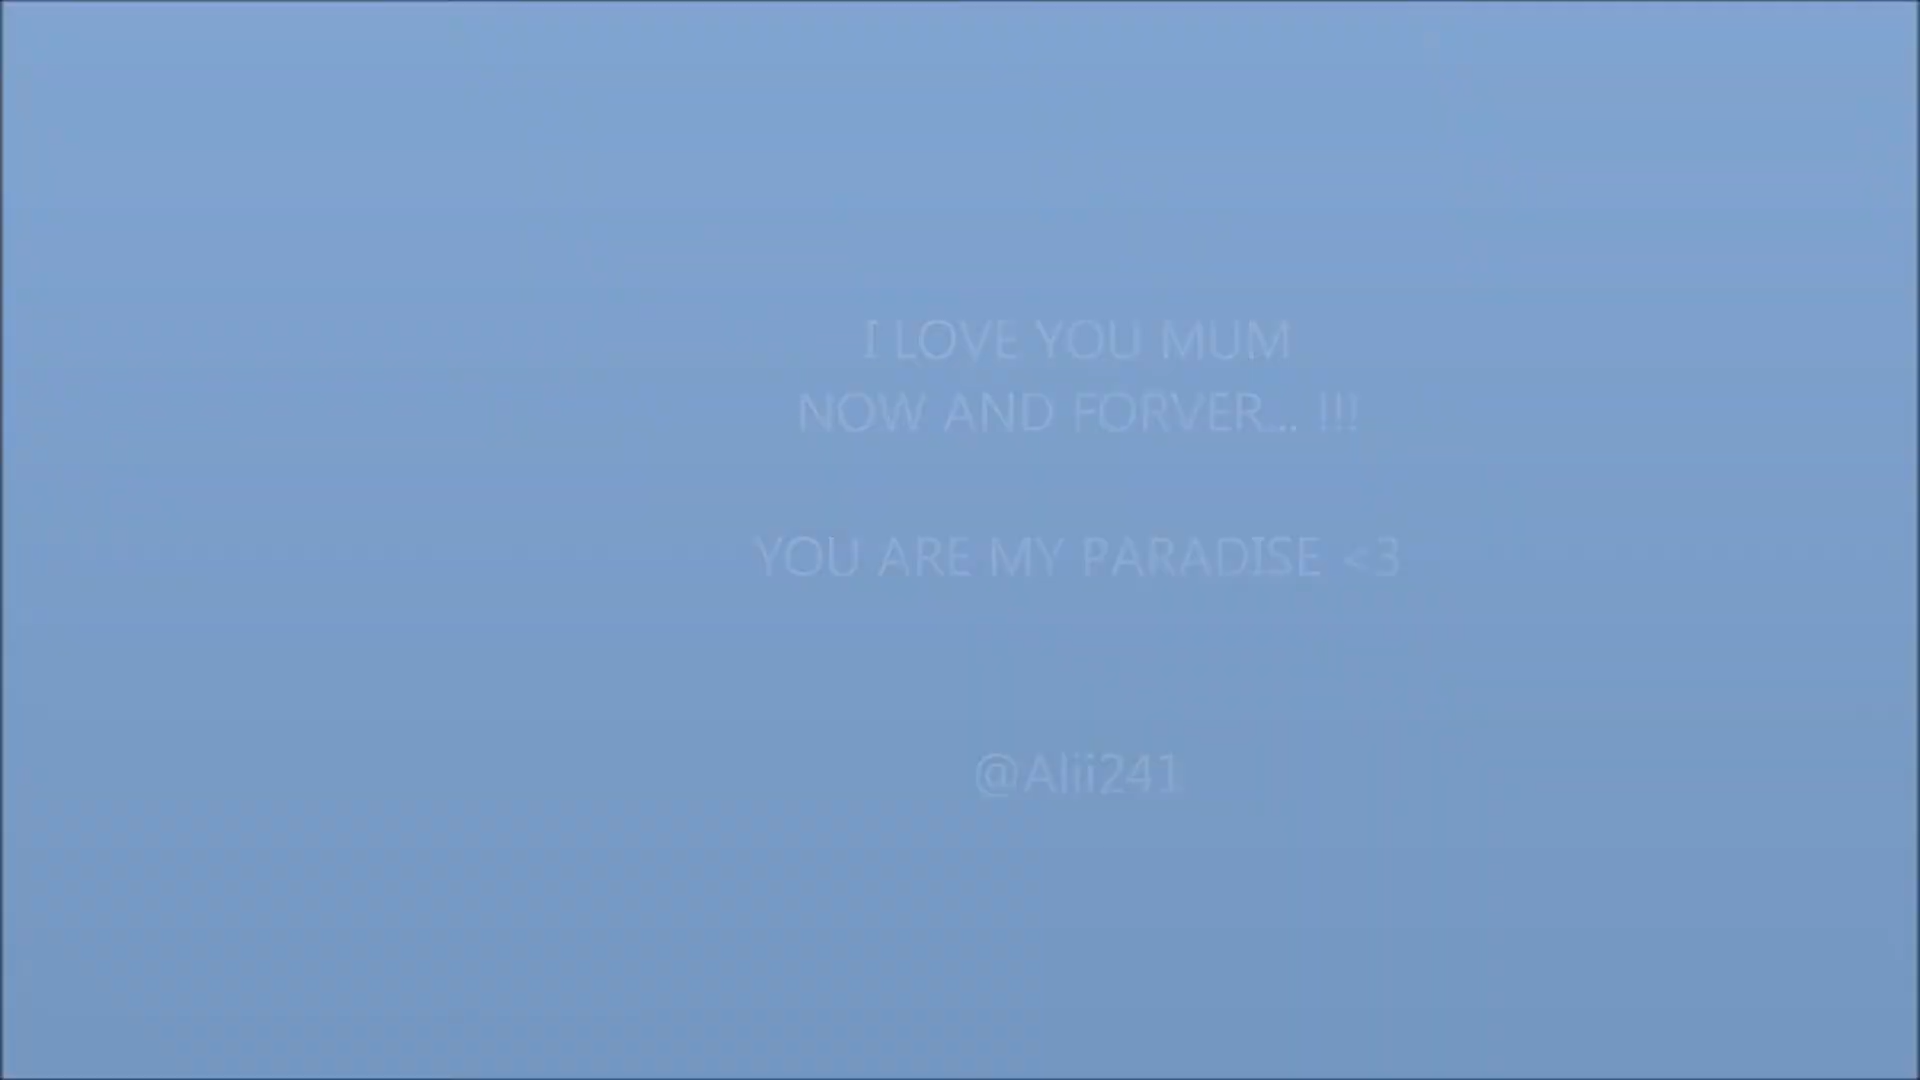 I LOVE YOU MUM
NOW AND FORVER... !!!
YOU ARE MY PARADISE <3
@Alii241